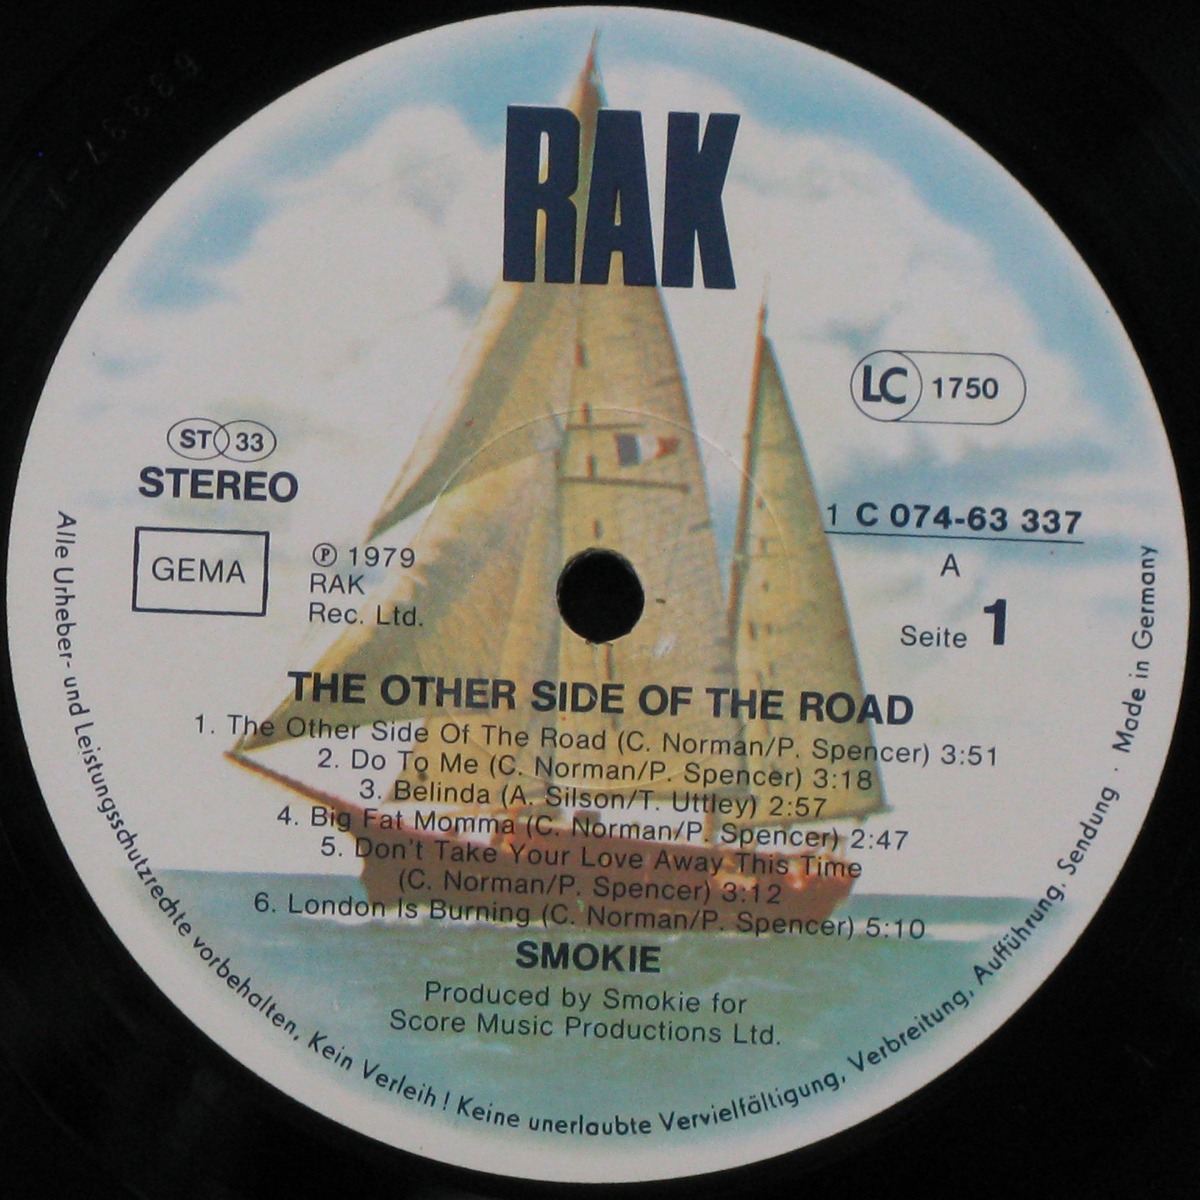 RAK
LC 1750
ST 33
STEREO
GEMA
℗ 1979
RAK
Rec. Ltd.
1 C 074-63 337
A
Seite 1
THE OTHER SIDE OF THE ROAD
1. The Other Side Of The Road (C. Norman/P. Spencer) 3:51
2. Do To Me (C. Norman/P. Spencer) 3:18
3. Belinda (A. Silson/T. Uttley) 2:57
4. Big Fat Momma (C. Norman/P. Spencer) 2:47
5. Don't Take Your Love Away This Time
(C. Norman/P. Spencer) 3:12
6. London Is Burning (C. Norman/P. Spencer) 5:10
SMOKIE
Produced by Smokie for
Score Music Productions Ltd.
Alle Urheber- und Leistungsschutzrechte vorbehalten, Kein Verleih! Keine unerlaubte Vervielfältigung, Verbreitung, Aufführung, Sendung · Made in Germany